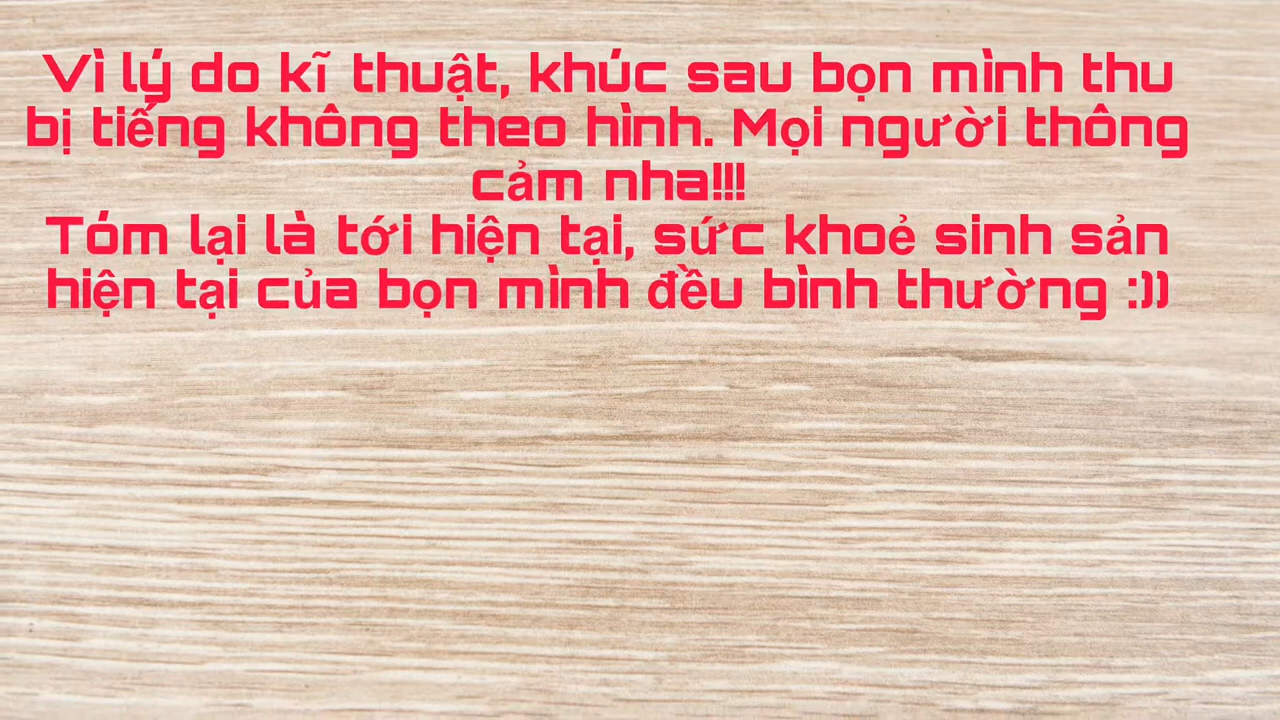 Vì lý do kĩ thuật, khúc sau bọn mình thu
bị tiếng không theo hình. Mọi người thông
cảm nha!!!
Tóm lại là tới hiện tại, sức khoẻ sinh sản
hiện tại của bọn mình đều bình thường :))